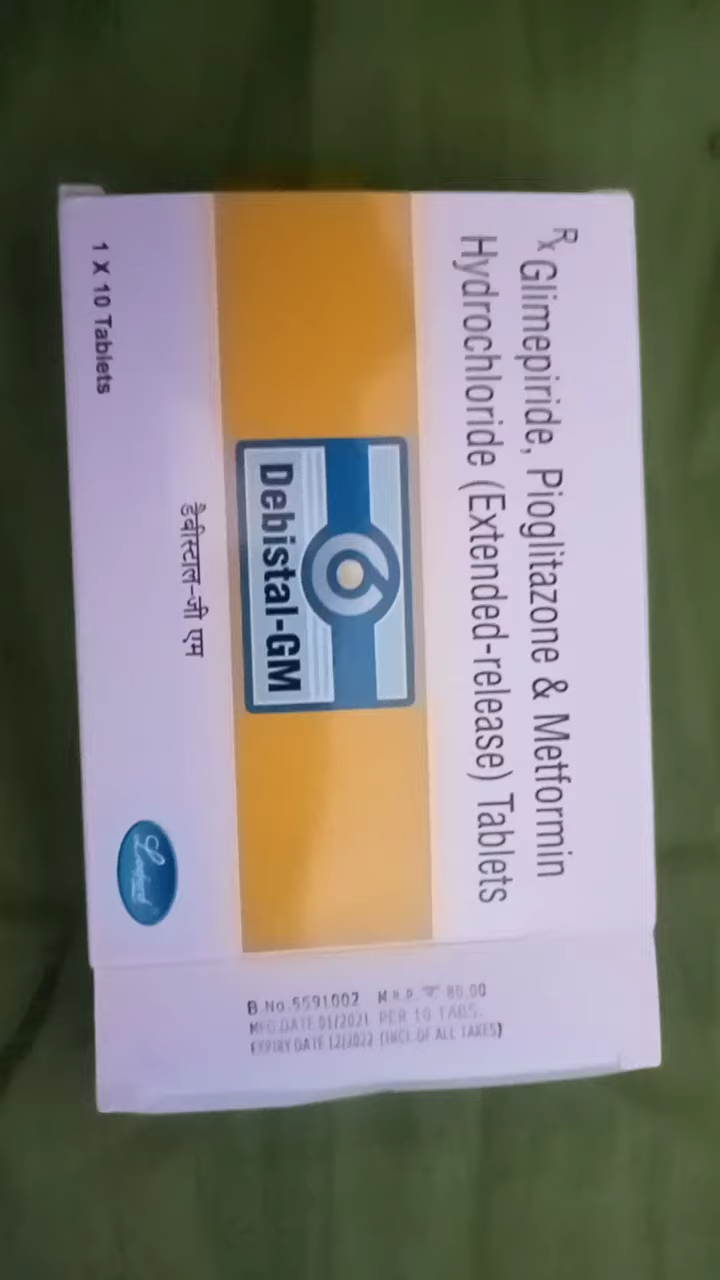 Rx Glimepiride, Pioglitazone & Metformin
Hydrochloride (Extended-release) Tablets
Debistal-GM
डैबीस्टाल-जी एम
1 X 10 Tablets
B.No.5591002 M.R.P. ₹ 80.00
MFG.DATE 01/2021 PER 10 TABS.
EXPIRY DATE 12/2022 (INCL.OF ALL TAXES)